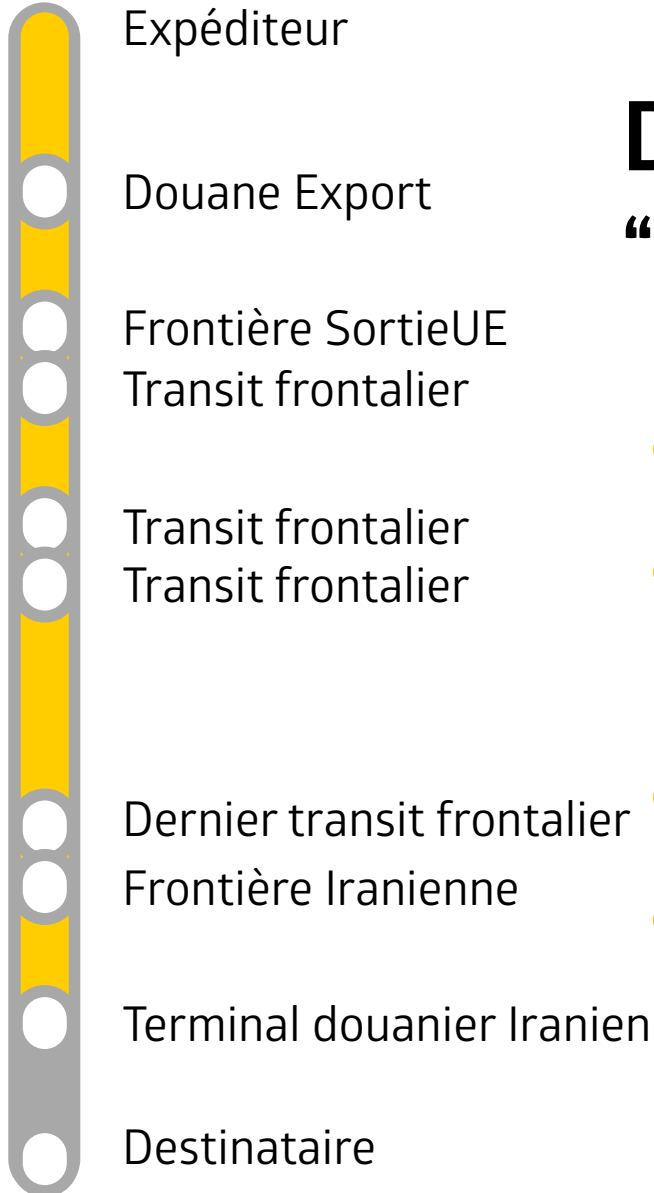 Expéditeur
Douane Export
Frontière SortieUE
Transit frontalier
Transit frontalier
Transit frontalier
Dernier transit frontalier
Frontière Iranienne
Terminal douanier Iranien
Destinataire